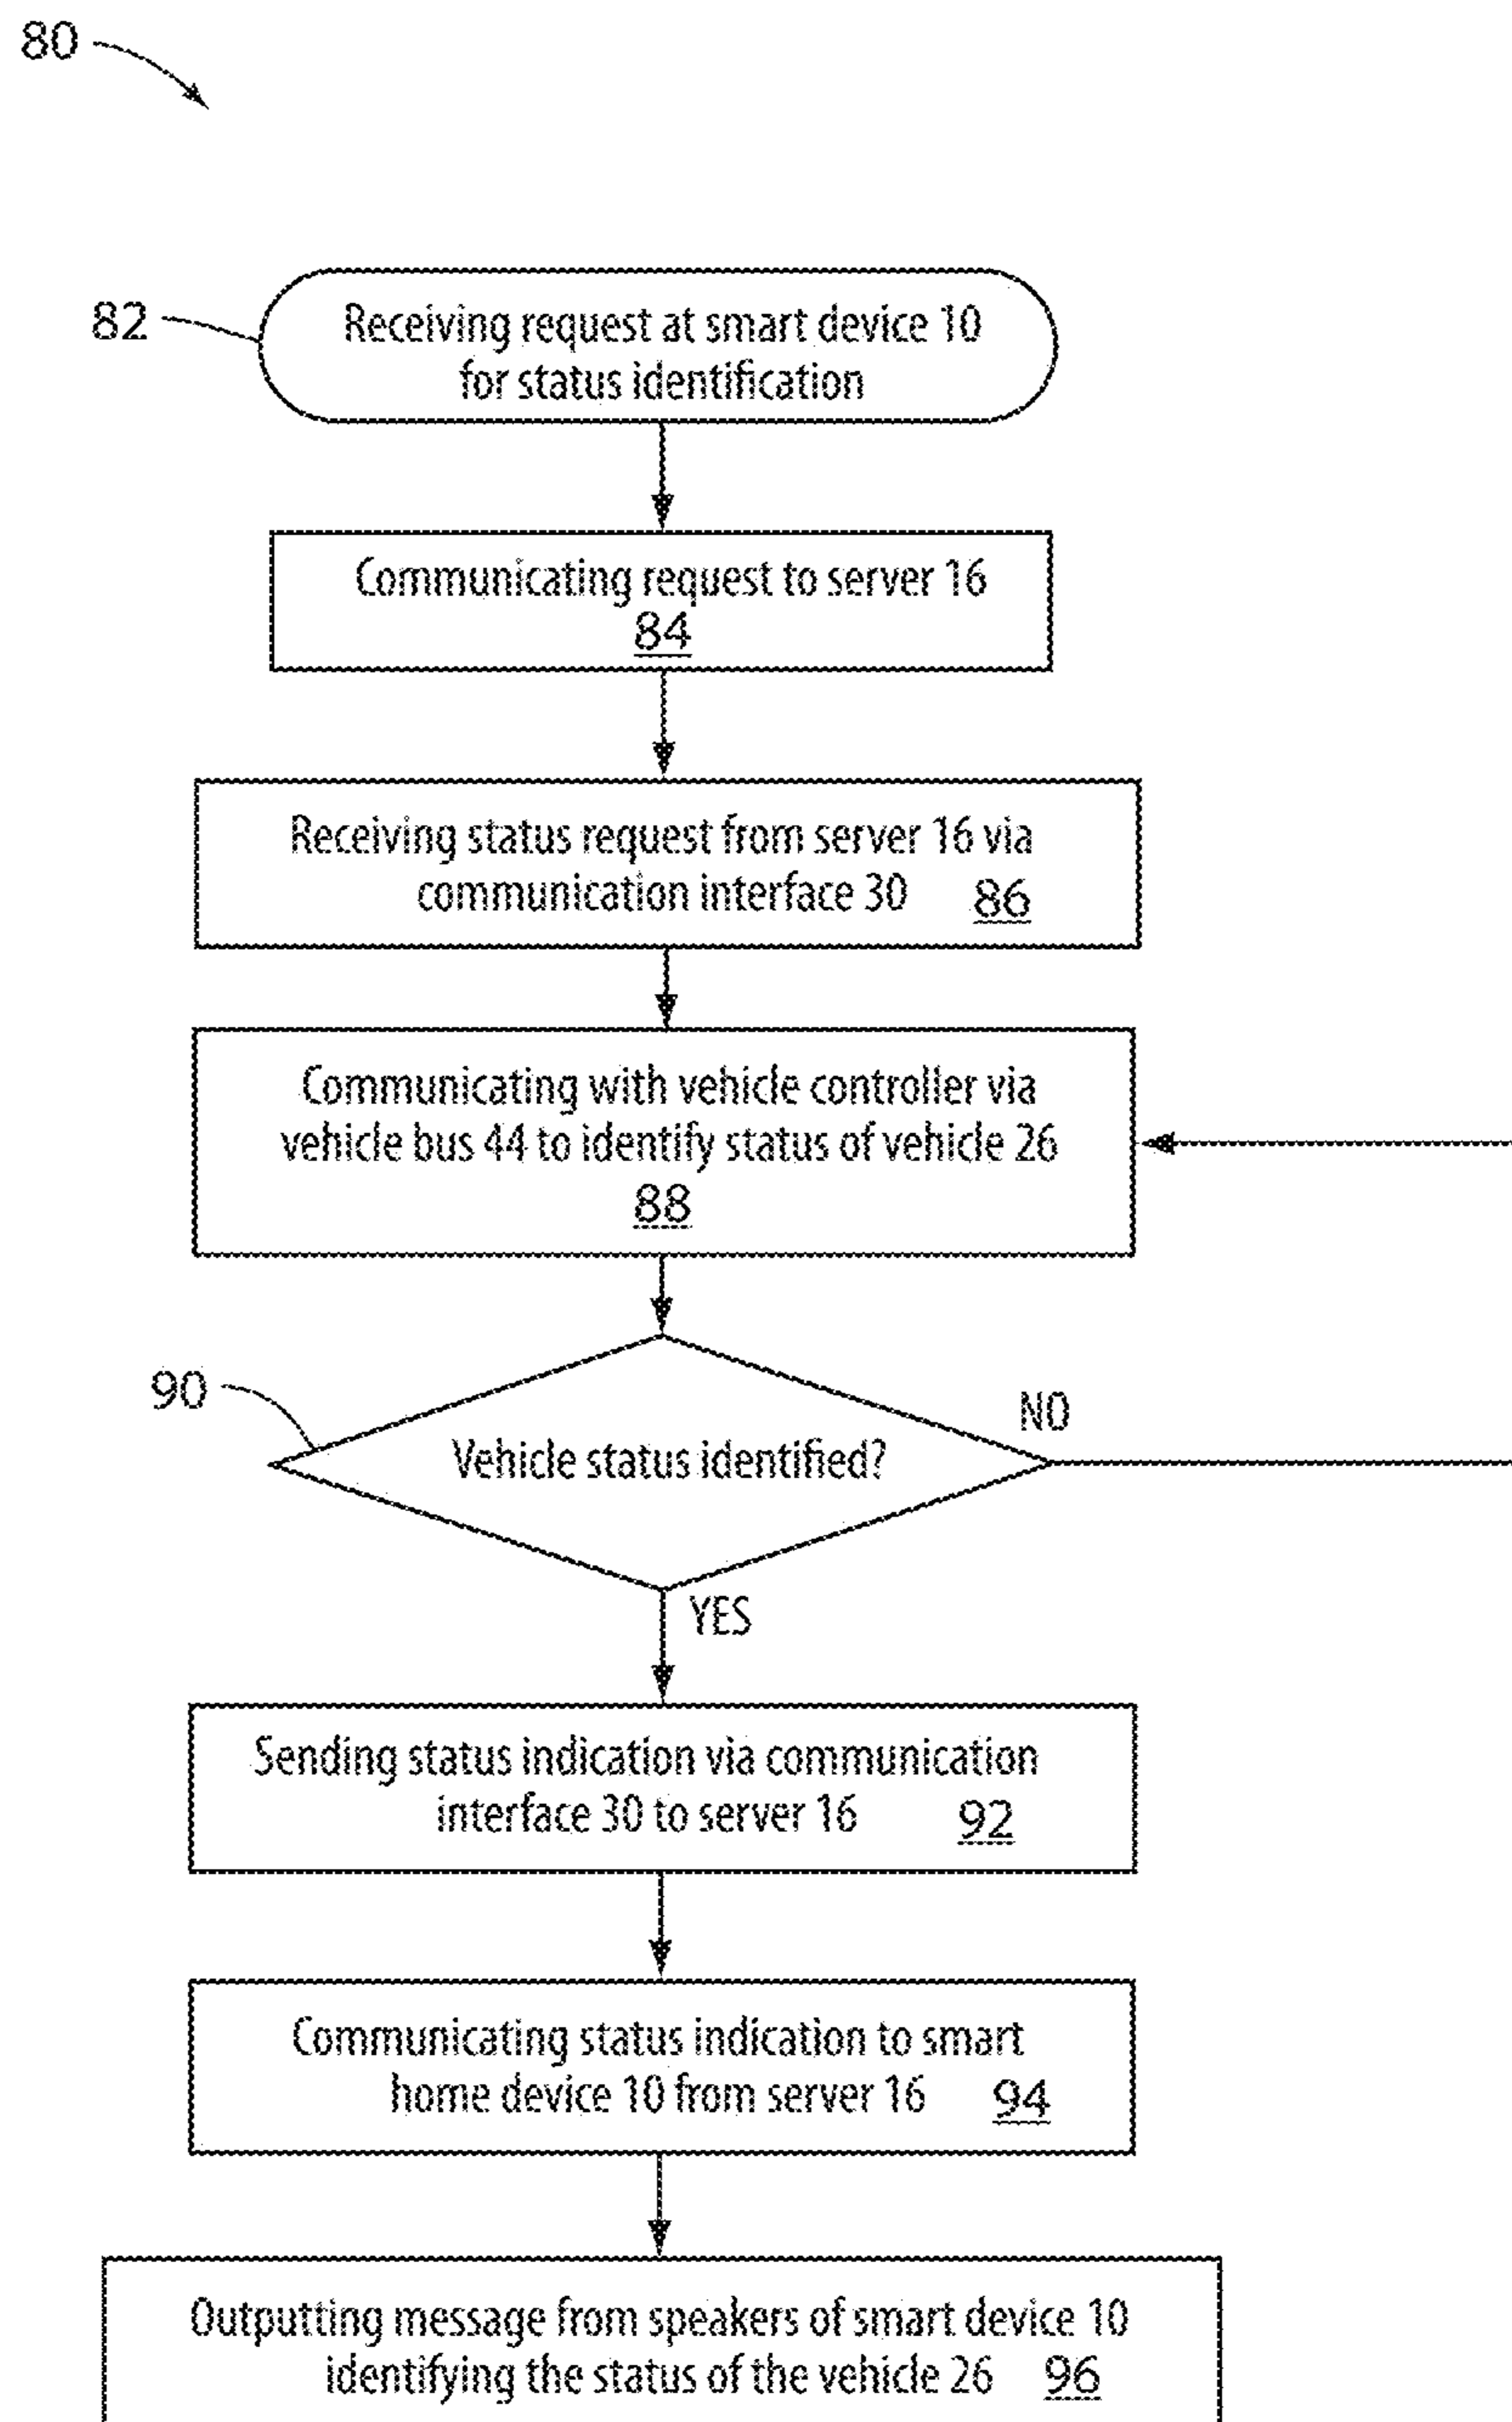 80
82
Receiving request at smart device 10
for status identification
Communicating request to server 16
84
Receiving status request from server 16 via
communication interface 30 86
Communicating with vehicle controller via
vehicle bus 44 to identify status of vehicle 26
88
90
NO
Vehicle status identified?
YES
Sending status indication via communication
interface 30 to server 16 92
Communicating status indication to smart
home device 10 from server 16 94
Outputting message from speakers of smart device 10
identifying the status of the vehicle 26 96